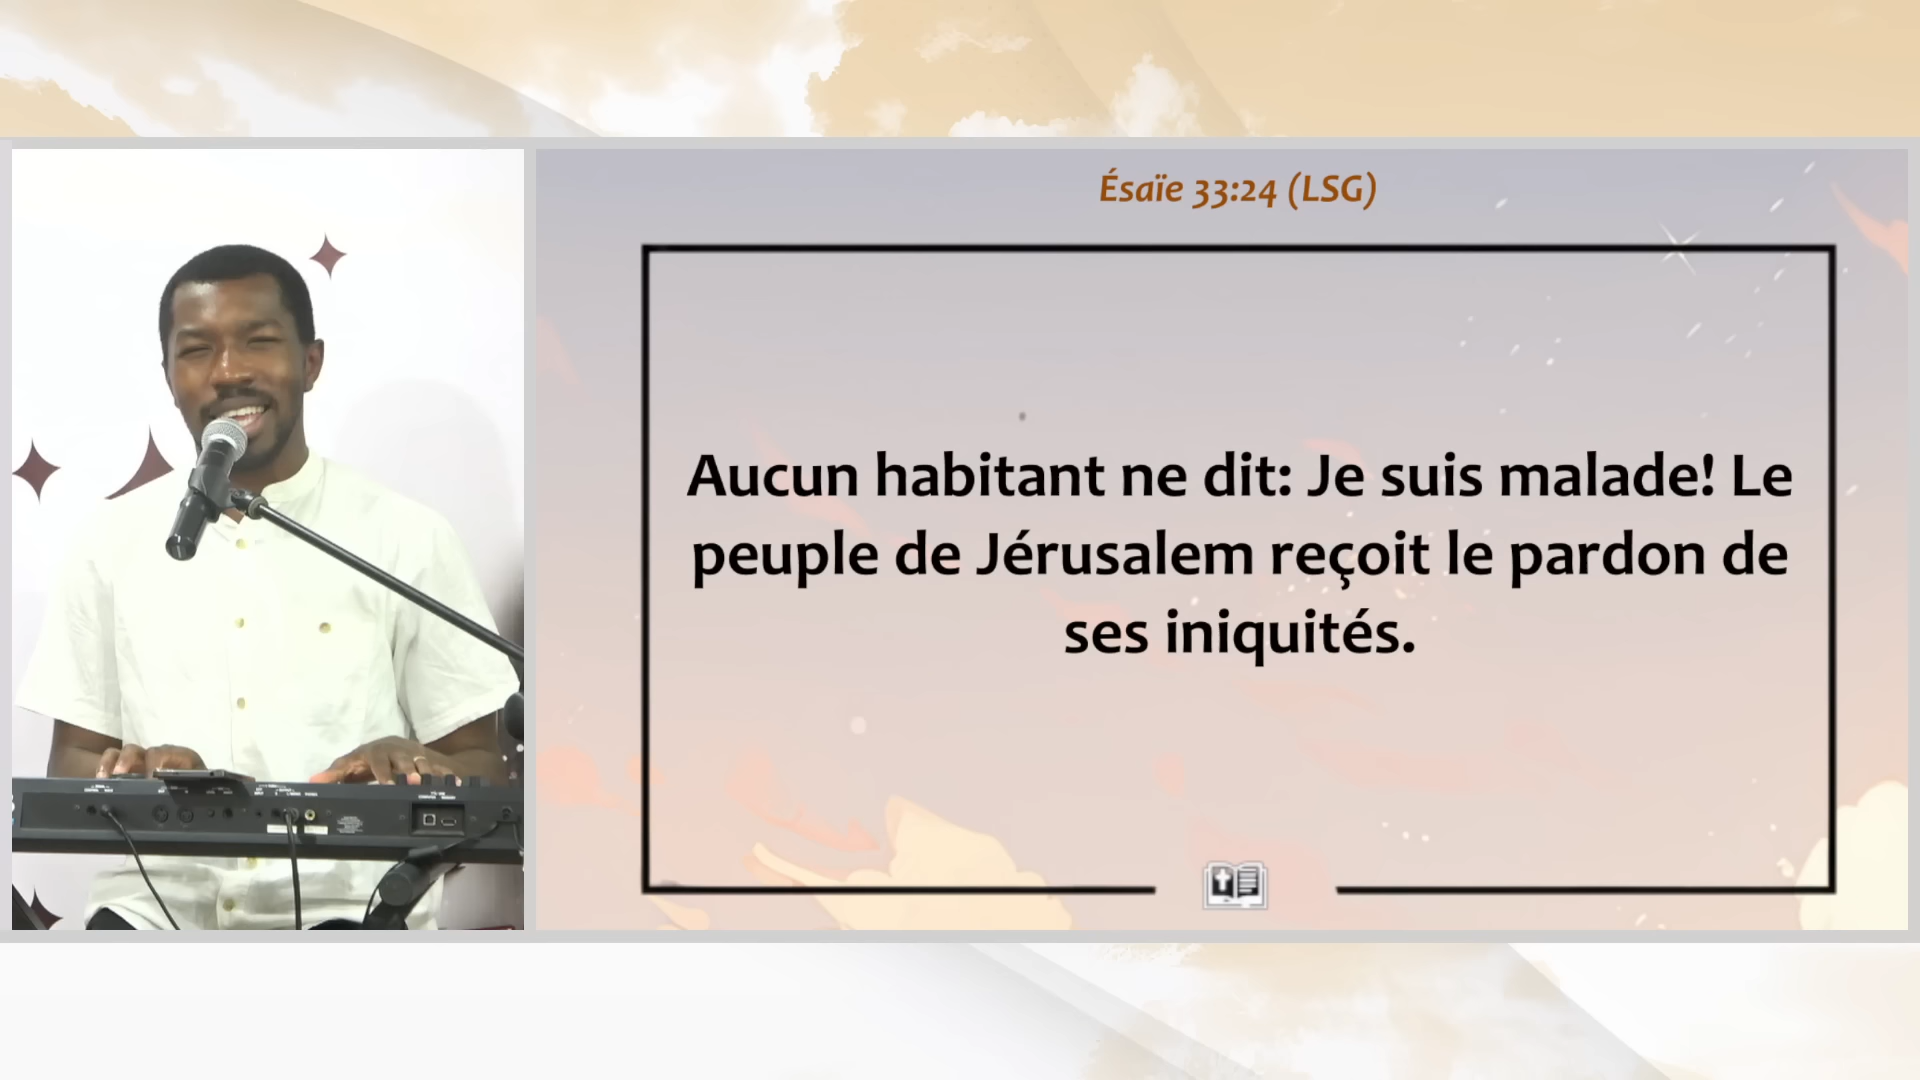 Ésaïe 33:24 (LSG)
Aucun habitant ne dit: Je suis malade! Le
peuple de Jérusalem reçoit le pardon de
ses iniquités.